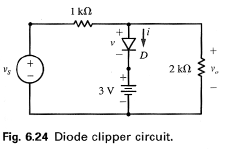 1 kΩ
+
v
i
−
D
+
vS
−
+
3 V
−
2 kΩ
+
vo
−
Fig. 6.24 Diode clipper circuit.